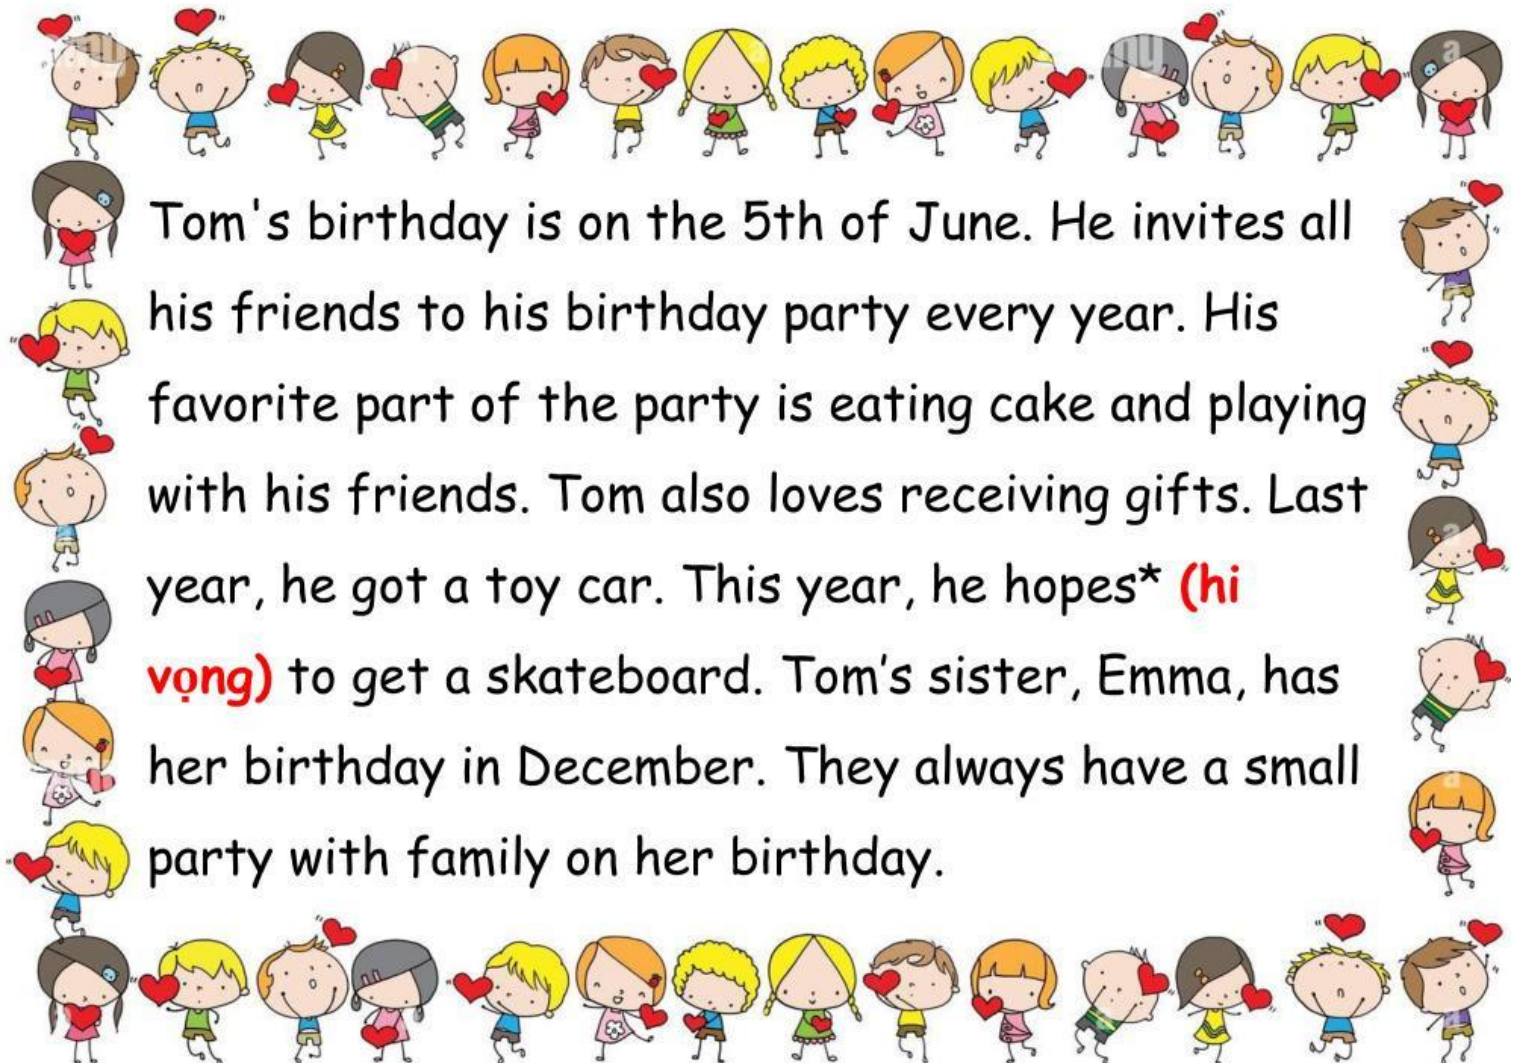 Tom's birthday is on the 5th of June. He invites all
his friends to his birthday party every year. His
favorite part of the party is eating cake and playing
with his friends. Tom also loves receiving gifts. Last
year, he got a toy car. This year, he hopes* (hi
vọng) to get a skateboard. Tom’s sister, Emma, has
her birthday in December. They always have a small
party with family on her birthday.